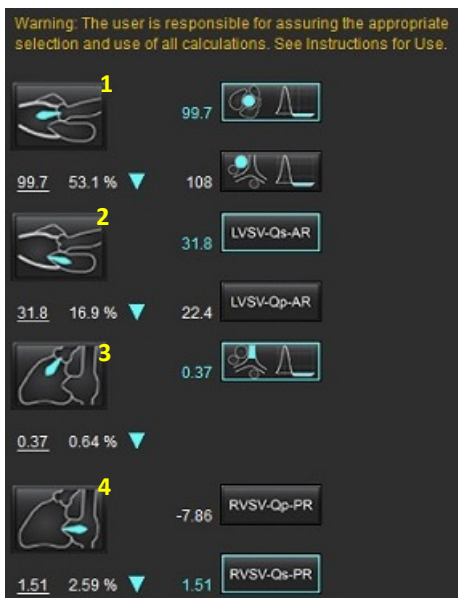 Warning: The user is responsible for assuring the appropriate
selection and use of all calculations. See Instructions for Use.
1
99.7
99.7 53.1 % 108
2
31.8 LVSV-Qs-AR
31.8 16.9 % 22.4 LVSV-Qp-AR
3
0.37
0.37 0.64 %
4
-7.86 RVSV-Qp-PR
1.51 2.59 % 1.51 RVSV-Qs-PR